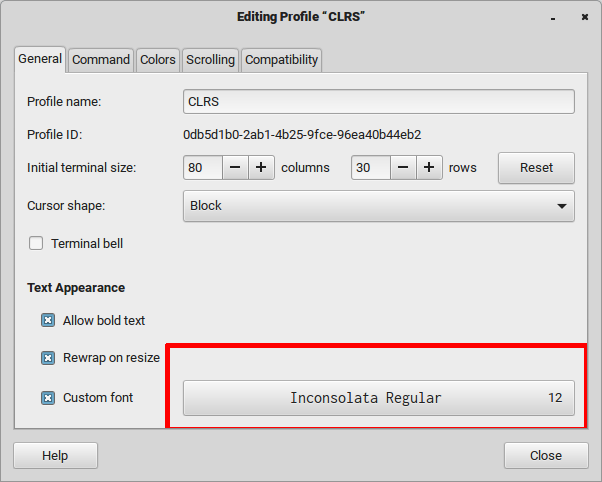 Editing Profile “CLRS”
General Command Colors Scrolling Compatibility
Profile name: CLRS
Profile ID: 0db5d1b0-2ab1-4b25-9fce-96ea40b44eb2
Initial terminal size: 80 − + columns 30 − + rows Reset
Cursor shape: Block
Terminal bell
Text Appearance
Allow bold text
Rewrap on resize
Custom font Inconsolata Regular 12
Help Close